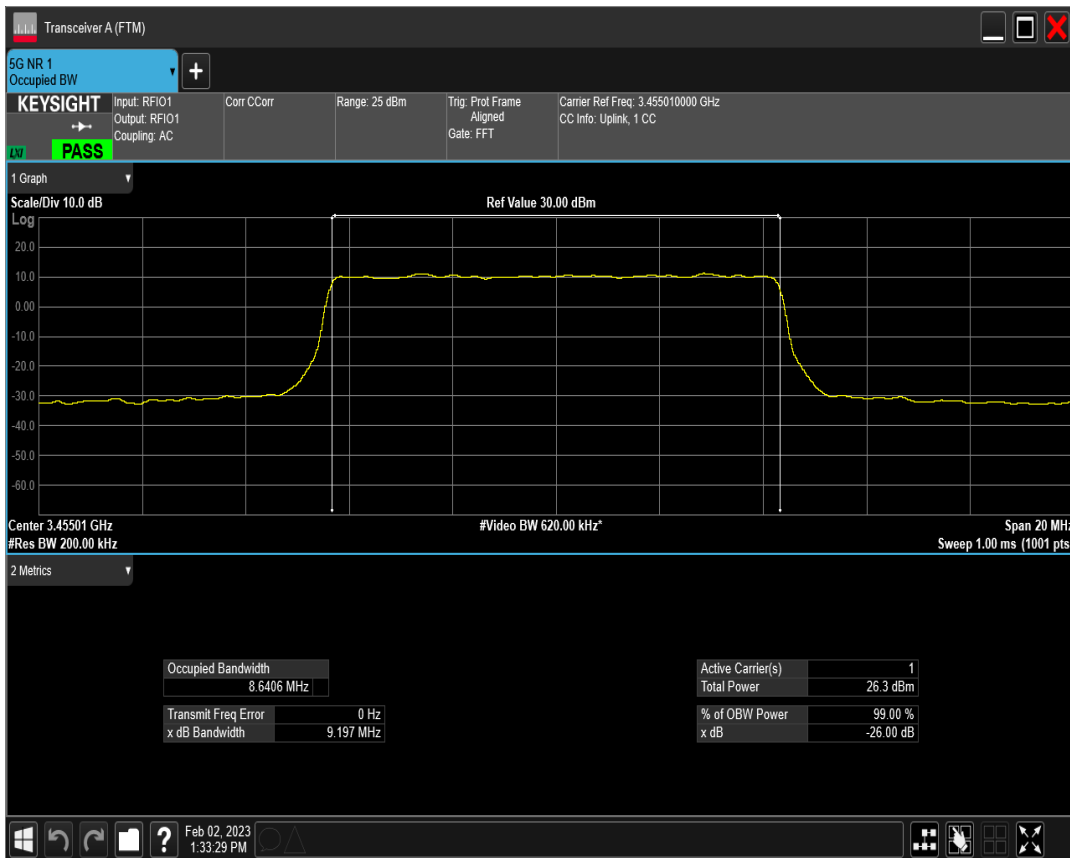 Transceiver A (FTM)
5G NR 1
Occupied BW
+
KEYSIGHT
LXI
PASS
Input: RFIO1
Output: RFIO1
Coupling: AC
Corr CCorr
Range: 25 dBm
Trig: Prot Frame
Aligned
Gate: FFT
Carrier Ref Freq: 3.455010000 GHz
CC Info: Uplink, 1 CC
1 Graph
Scale/Div 10.0 dB
Ref Value 30.00 dBm
Log
20.0
10.0
0.00
-10.0
-20.0
-30.0
-40.0
-50.0
-60.0
Center 3.45501 GHz
#Video BW 620.00 kHz*
Span 20 MHz
#Res BW 200.00 kHz
Sweep 1.00 ms (1001 pts
2 Metrics
Occupied Bandwidth
8.6406 MHz
Transmit Freq Error 0 Hz
x dB Bandwidth 9.197 MHz
Active Carrier(s) 1
Total Power 26.3 dBm
% of OBW Power 99.00 %
x dB -26.00 dB
?
Feb 02, 2023
1:33:29 PM